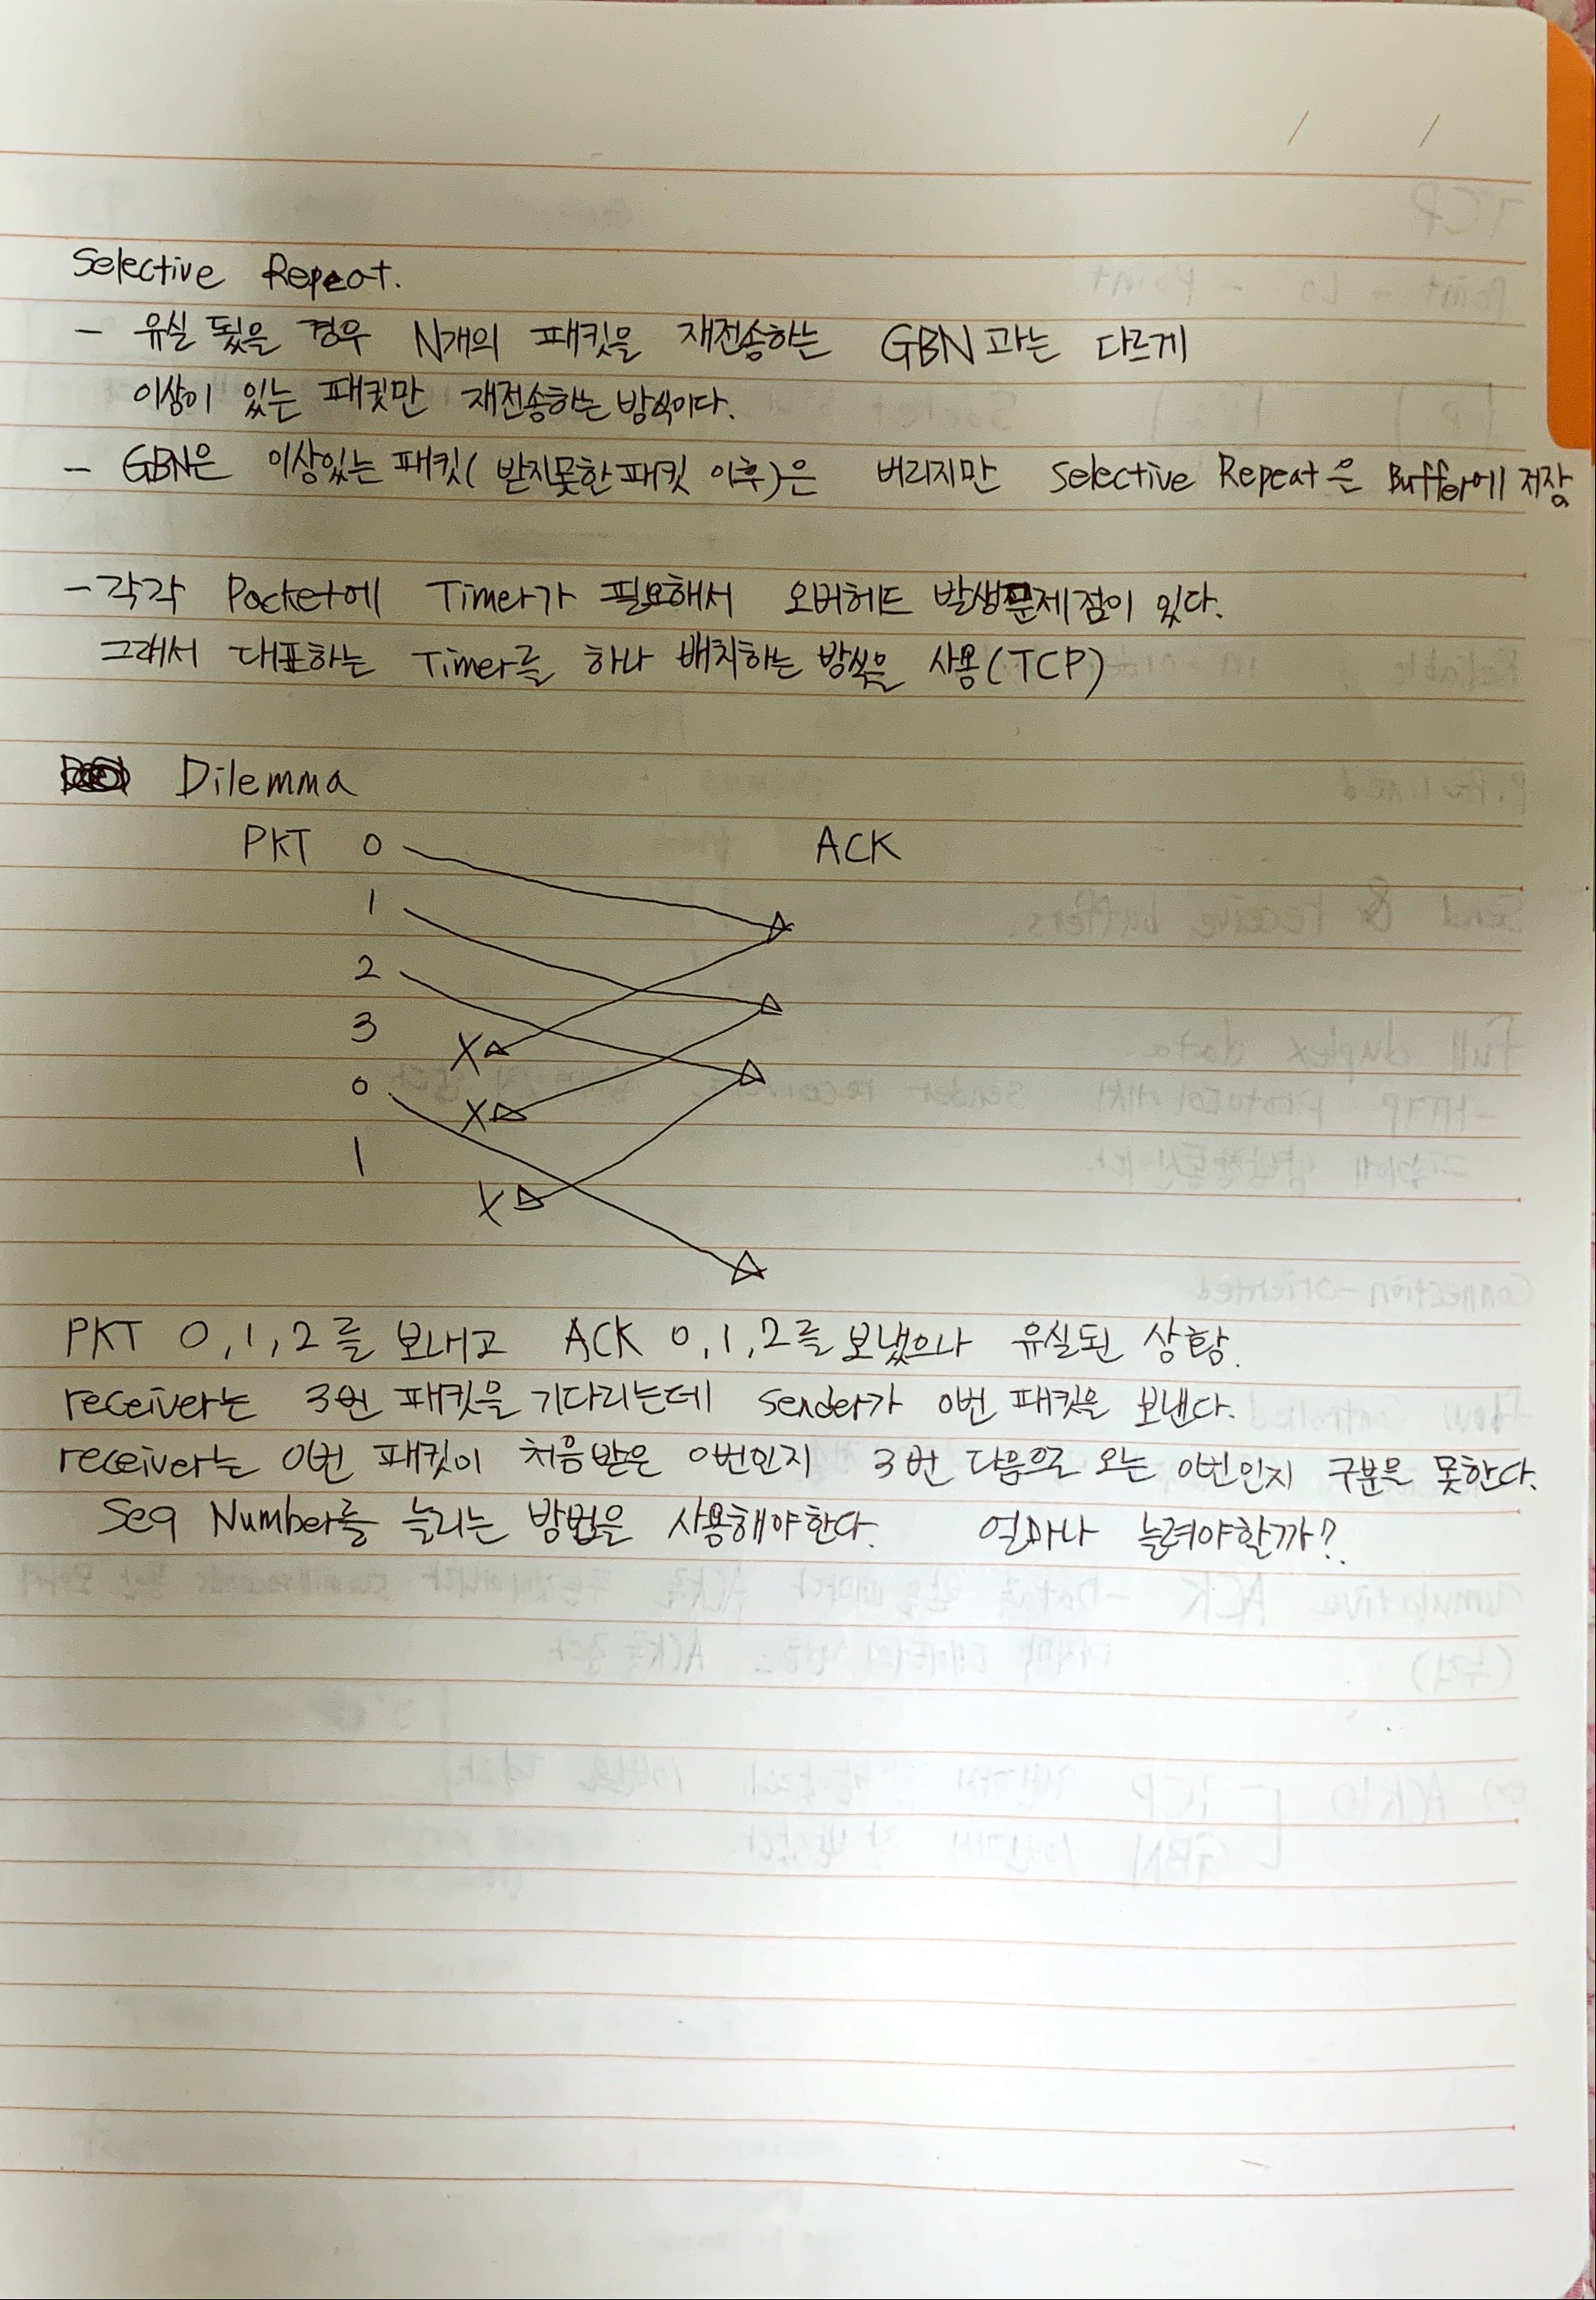 Selective Repeat.
- 유실 됬을 경우 N개의 패킷을 재전송하는 GBN과는 다르게
이상이 있는 패킷만 재전송하는 방식이다.
- GBN은 이상있는 패킷(받지못한패킷 이후)은 버리지만 Selective Repeat은 Buffer에 저장
- 각각 Packet에 Timer가 필요해서 오버헤드 발생문제점이 있다.
그래서 대표하는 Timer를 하나 배치하는 방식을 사용(TCP)
Dilemma
PKT 0 ACK
1
2
3
X
0
X
1
X
PKT 0,1,2를 보내고 ACK 0,1,2를 보냈으나 유실된 상황.
receiver는 3번 패킷을 기다리는데 sender가 0번 패킷을 보낸다.
receiver는 0번 패킷이 처음받은 0번인지 3번 다음으로 오는 0번인지 구분을 못한다.
Seq Number를 늘리는 방법을 사용해야한다. 얼마나 늘려야할까?